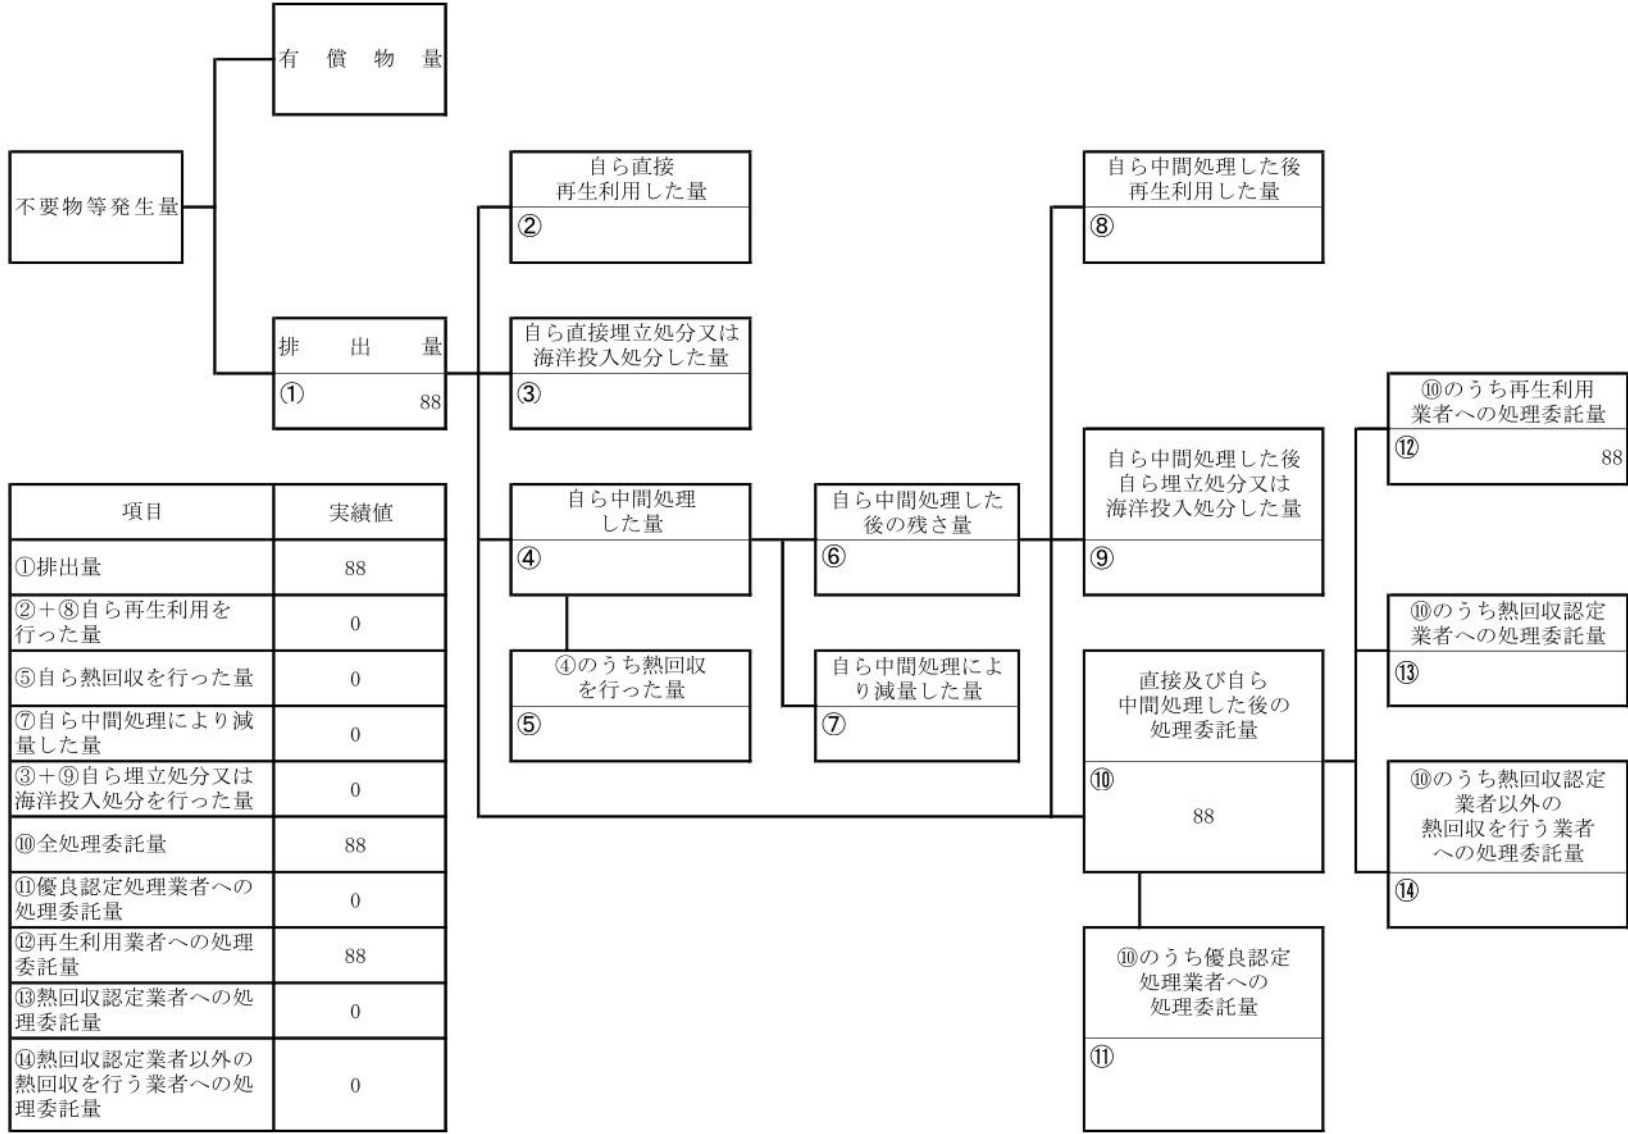 有償物量
不要物等発生量
排出量
①
88
自ら直接
再生利用した量
②
自ら直接埋立処分又は
海洋投入処分した量
③
自ら中間処理
した量
④
④のうち熱回収
を行った量
⑤
自ら中間処理した
後の残さ量
⑥
自ら中間処理によ
り減量した量
⑦
自ら中間処理した後
再生利用した量
⑧
自ら中間処理した後
自ら埋立処分又は
海洋投入処分した量
⑨
直接及び自ら
中間処理した後の
処理委託量
⑩
88
⑩のうち優良認定
処理業者への
処理委託量
⑪
⑩のうち再生利用
業者への処理委託量
⑫
88
⑩のうち熱回収認定
業者への処理委託量
⑬
⑩のうち熱回収認定
業者以外の
熱回収を行う業者
への処理委託量
⑭
項目 実績値
①排出量 88
②+⑧自ら再生利用を
行った量 0
⑤自ら熱回収を行った量 0
⑦自ら中間処理により減
量した量 0
③+⑨自ら埋立処分又は
海洋投入処分を行った量 0
⑩全処理委託量 88
⑪優良認定処理業者への
処理委託量 0
⑫再生利用業者への処理
委託量 88
⑬熱回収認定業者への処
理委託量 0
⑭熱回収認定業者以外の
熱回収を行う業者への処 0
理委託量